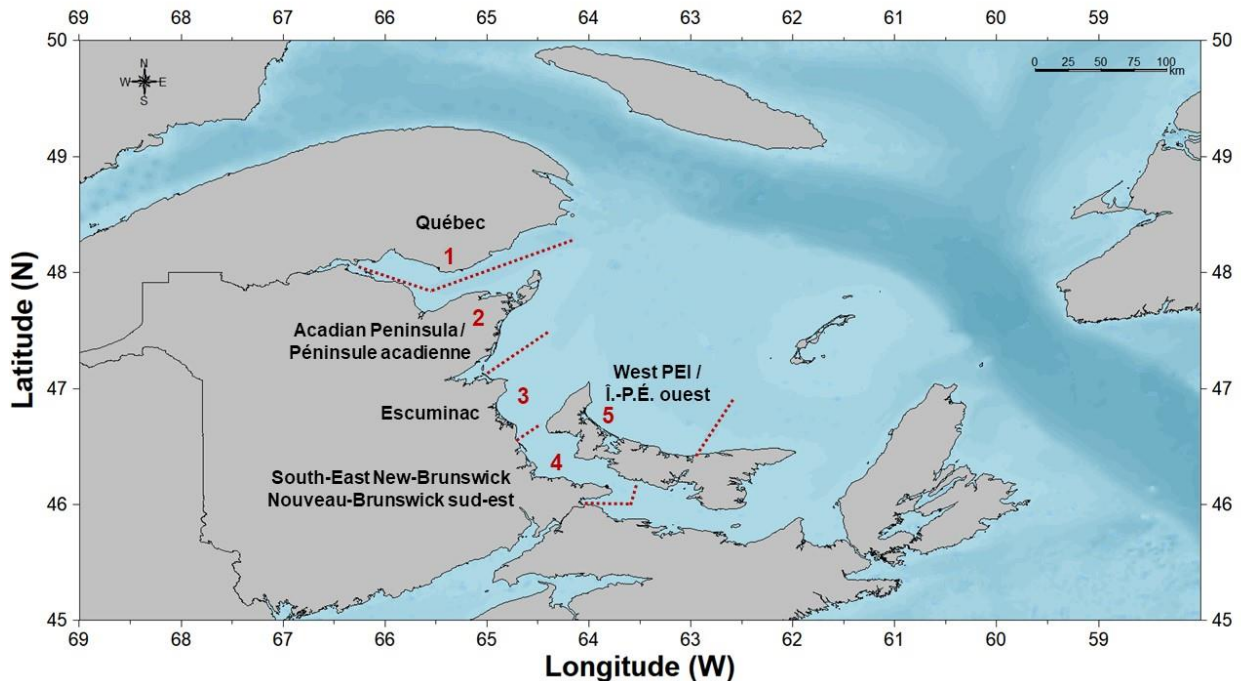 69 68 67 66 65 64 63 62 61 60 59
50 50
N
W E
S
0 25 50 75 100
km
49 49
Québec
1
48 48
2
Acadian Peninsula /
Péninsule acadienne
West PEI /
Î.-P.É. ouest
47 47
3
5
Escuminac
4
South-East New-Brunswick
Nouveau-Brunswick sud-est
46 46
45 45
69 68 67 66 65 64 63 62 61 60 59
Latitude (N)
Longitude (W)